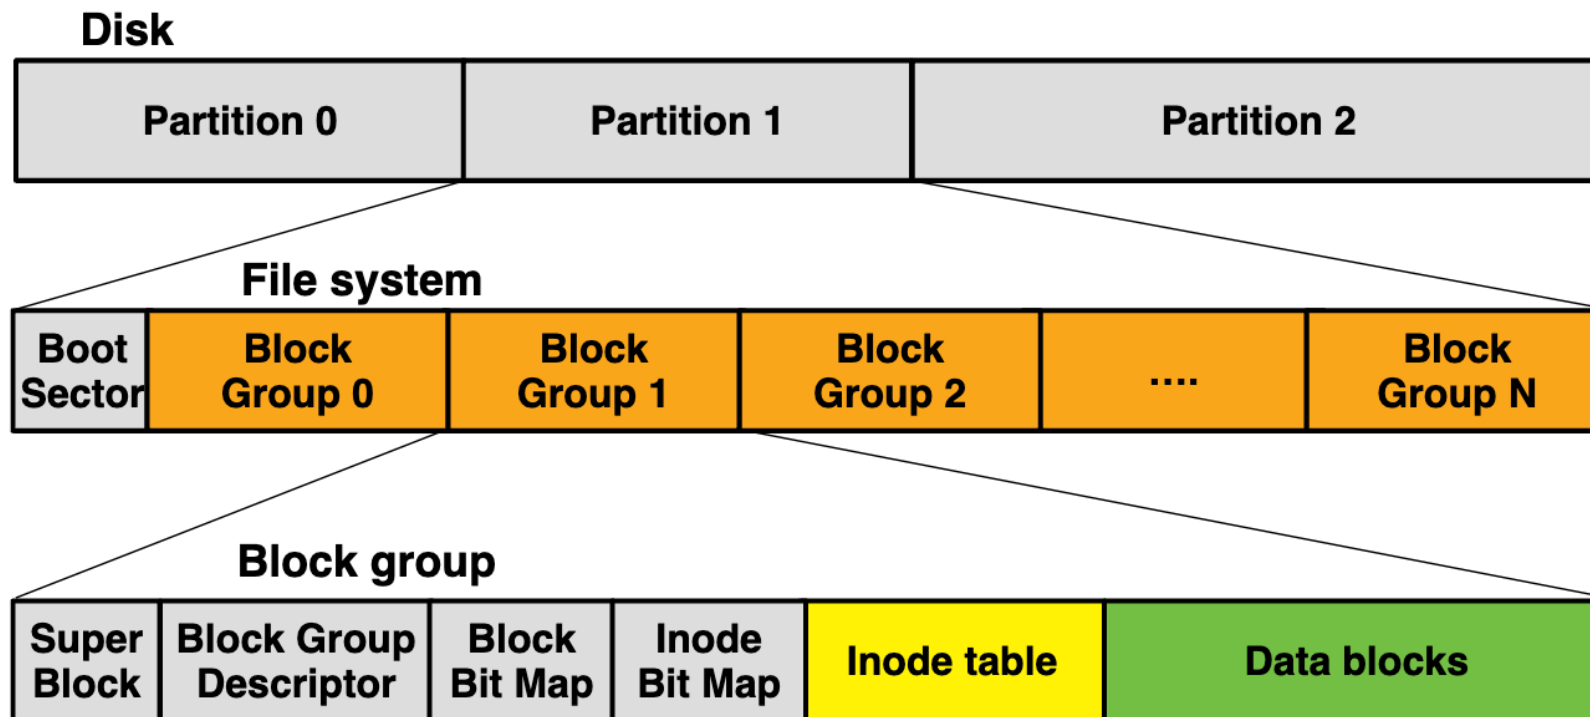 Disk
Partition 0
Partition 1
Partition 2
File system
Boot
Sector
Block
Group 0
Block
Group 1
Block
Group 2
....
Block
Group N
Block group
Super
Block
Block Group
Descriptor
Block
Bit Map
Inode
Bit Map
Inode table
Data blocks